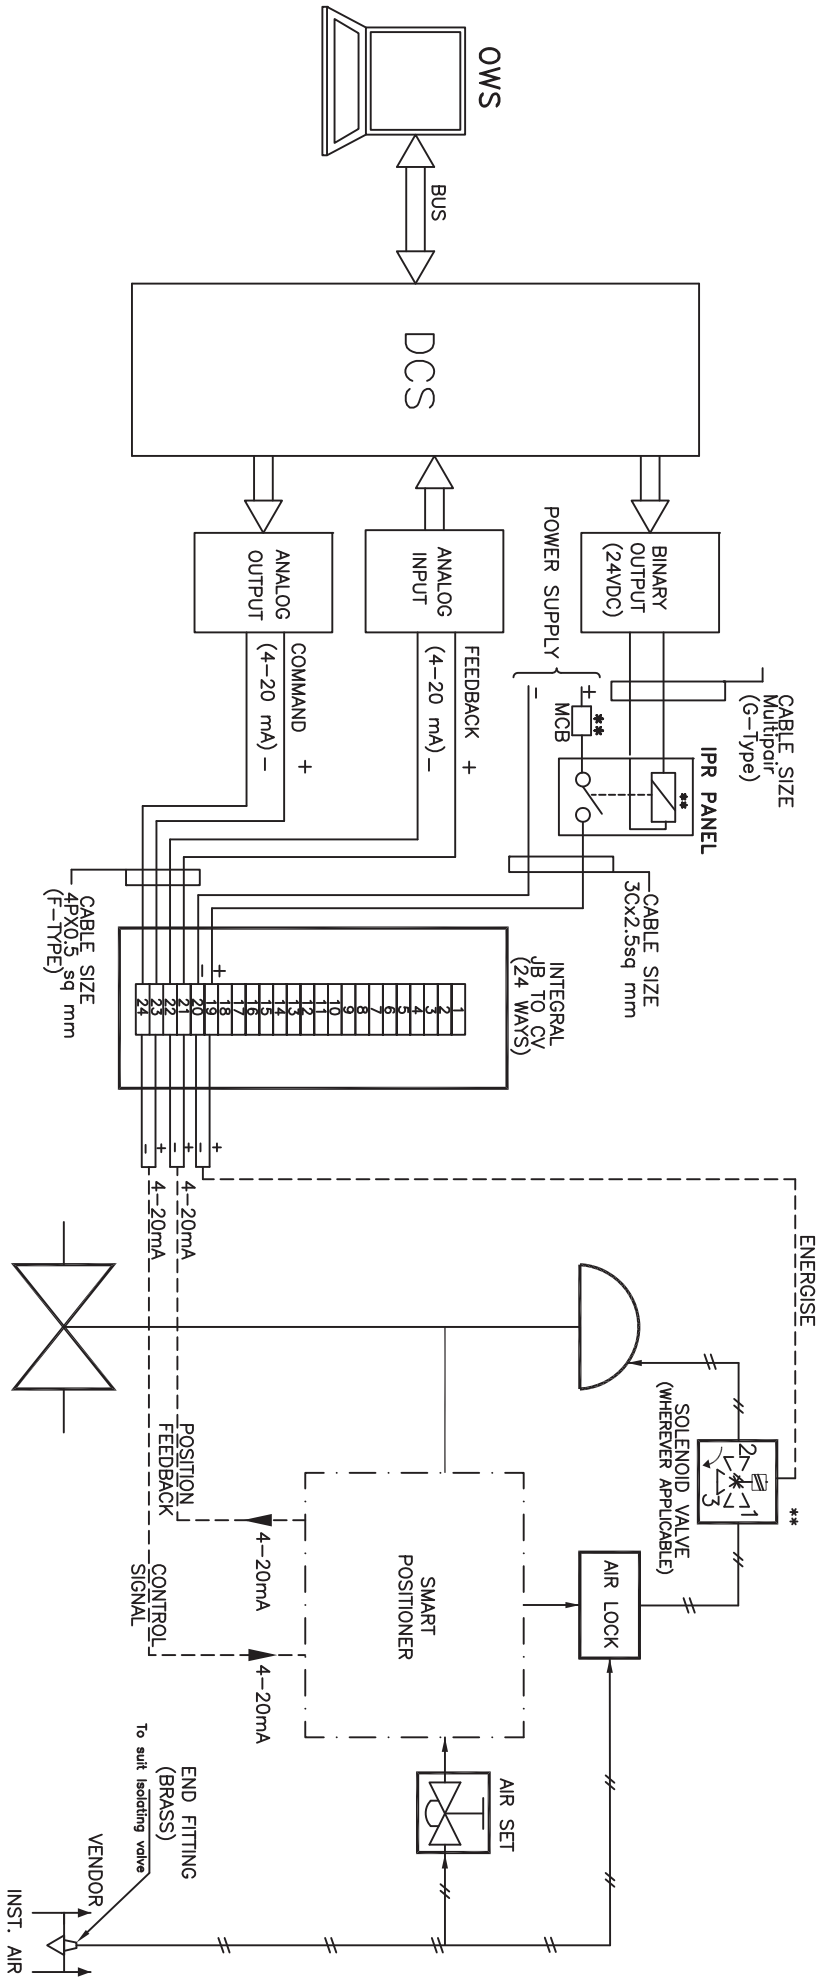 OWS
BUS
DCS
BINARY
OUTPUT
(24VDC)
ANALOG
INPUT
ANALOG
OUTPUT
POWER SUPPLY
+
-
**
MCB
CABLE SIZE
Multipair
(G-Type)
IPR PANEL
**
FEEDBACK +
(4-20 mA) -
COMMAND +
(4-20 mA) -
CABLE SIZE
3Cx2.5sq mm
CABLE SIZE
4PX0.5 sq mm
(F-TYPE)
INTEGRAL
JB TO CV
(24 WAYS)
1
2
3
4
5
6
7
8
9
10
11
12
13
14
15
16
17
18
19
20
21
22
23
24
+
-
+
-
+
-
+
-
4-20mA
4-20mA
ENERGISE
SOLENOID VALVE
(WHEREVER APPLICABLE)
**
1
2
3
AIR LOCK
POSITION
FEEDBACK
4-20mA
SMART
POSITIONER
CONTROL
SIGNAL
4-20mA
AIR SET
END FITTING
(BRASS)
To suit Isolating valve
VENDOR
INST. AIR